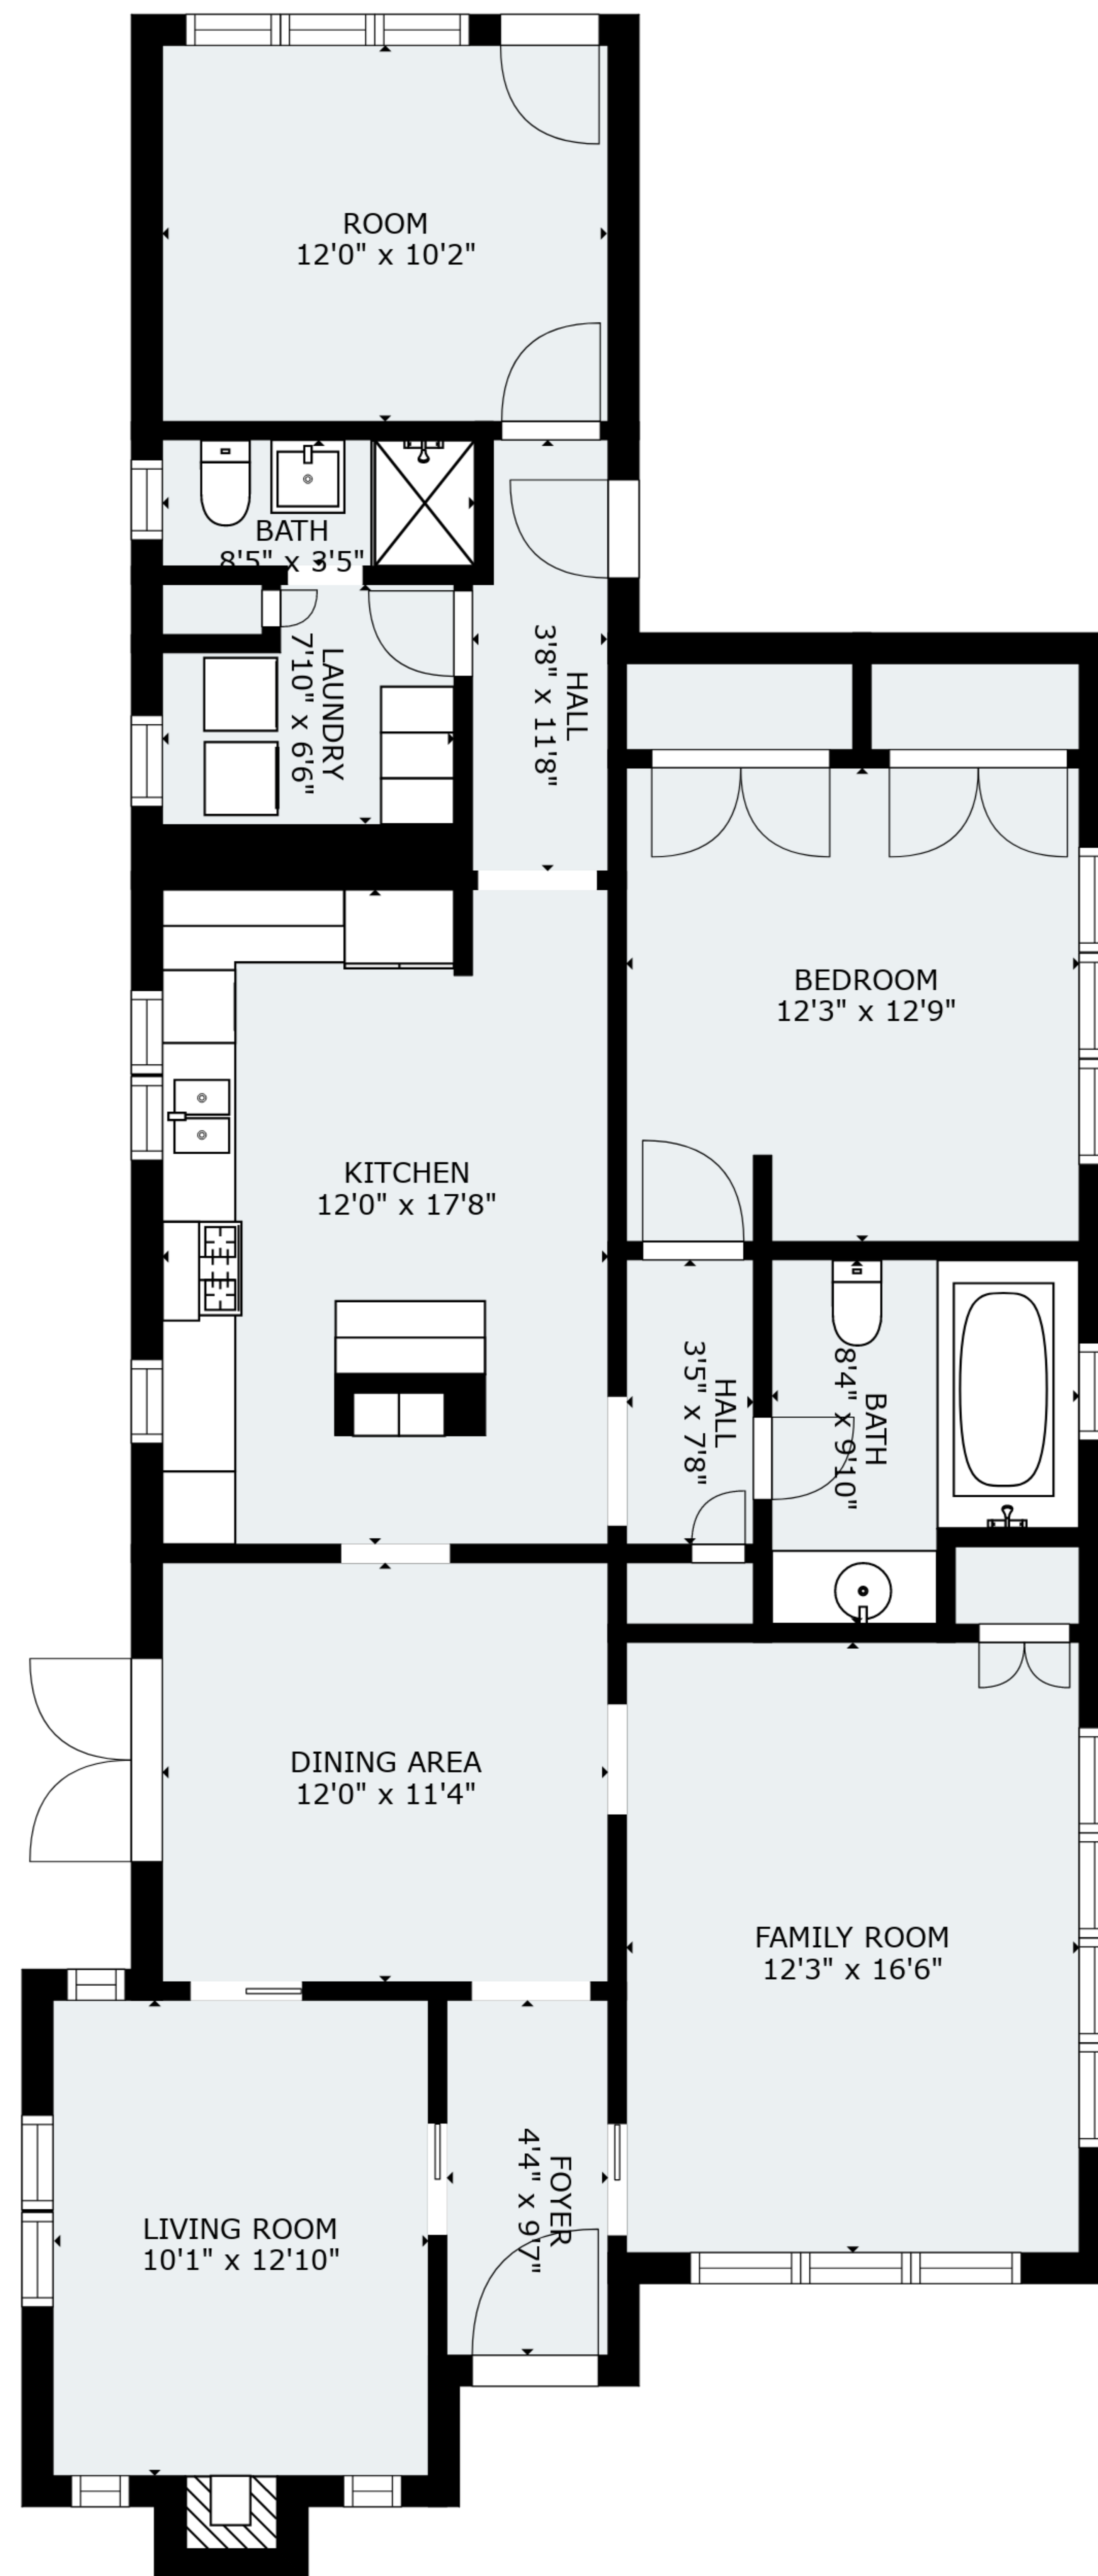 ROOM
12'0" x 10'2"
BATH
8'5" x 3'5"
LAUNDRY
7'10" x 6'6"
HALL
3'8" x 11'8"
BEDROOM
12'3" x 12'9"
KITCHEN
12'0" x 17'8"
HALL
3'5" x 7'8"
BATH
8'4" x 9'10"
DINING AREA
12'0" x 11'4"
FAMILY ROOM
12'3" x 16'6"
FOYER
4'4" x 9'7"
LIVING ROOM
10'1" x 12'10"